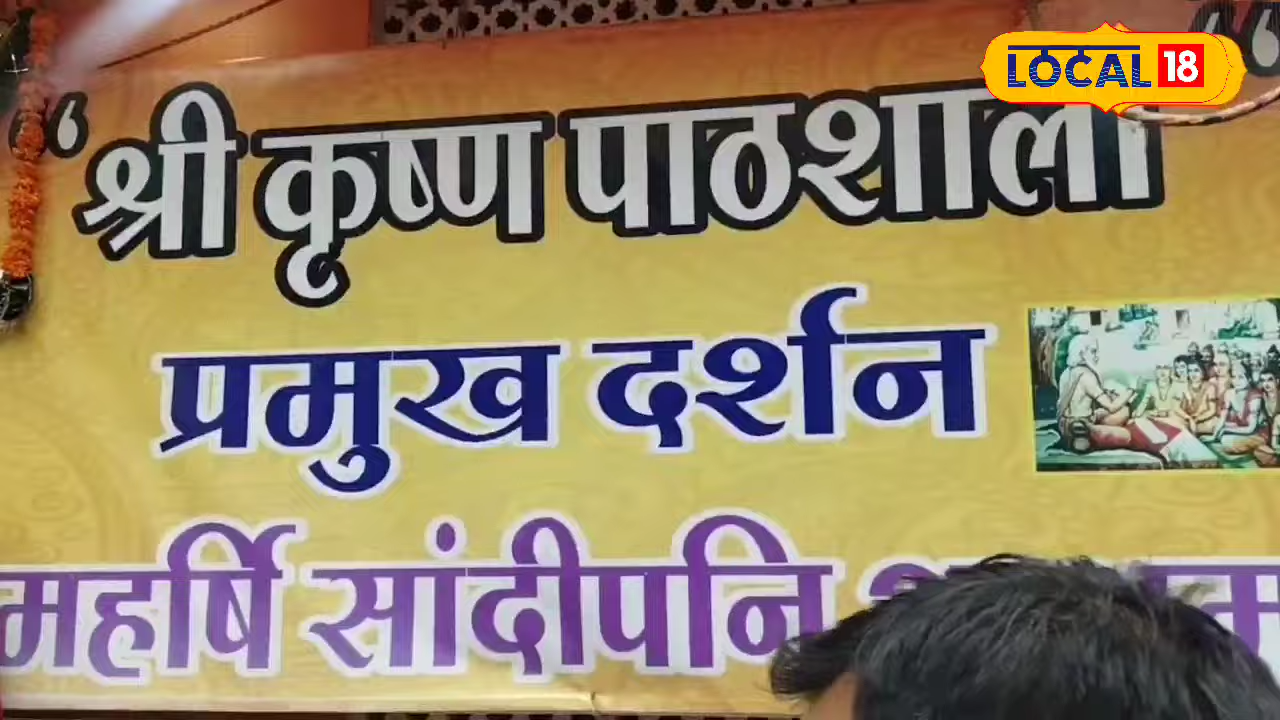 LOCAL 18
“श्री कृष्ण पाठशाला“
प्रमुख दर्शन
महर्षि सांदीपनि